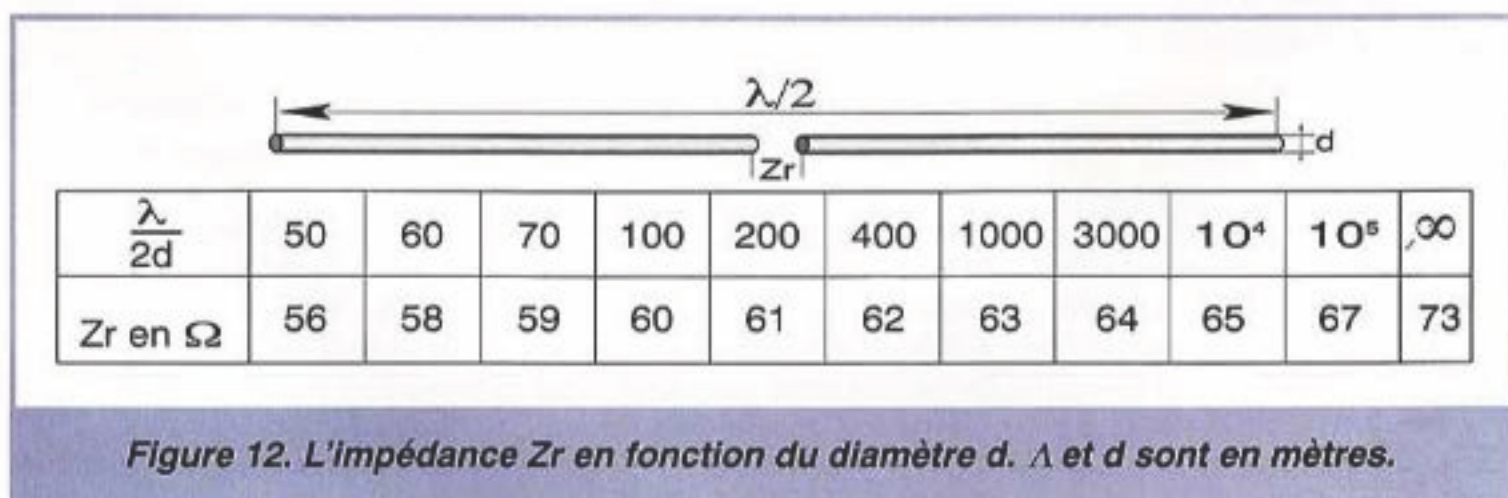 λ/2
d
Zr
λ/2d 50 60 70 100 200 400 1000 3000 10⁴ 10⁵ ∞
Zr en Ω 56 58 59 60 61 62 63 64 65 67 73
Figure 12. L'impédance Zr en fonction du diamètre d. Λ et d sont en mètres.